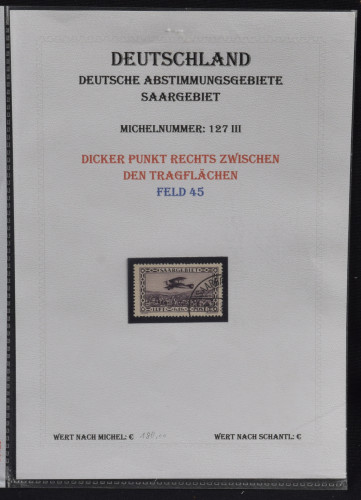 DEUTSCHLAND
DEUTSCHE ABSTIMMUNGSGEBIETE
SAARGEBIET
MICHELNUMMER: 127 III
DICKER PUNKT RECHTS ZWISCHEN
DEN TRAGFLÄCHEN
FELD 45
SAARGEBIET
WERT NACH MICHEL: €
WERT NACH SCHANTL: €